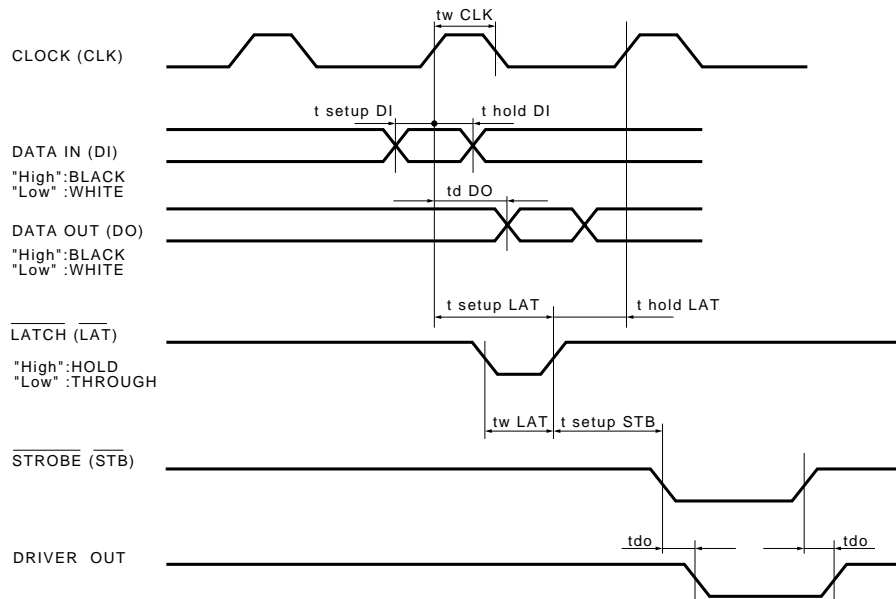 tw CLK
CLOCK (CLK)
t setup DI
t hold DI
DATA IN (DI)
"High":BLACK
"Low" :WHITE
td DO
DATA OUT (DO)
"High":BLACK
"Low" :WHITE
t setup LAT
t hold LAT
LATCH (LAT)
"High":HOLD
"Low" :THROUGH
tw LAT
t setup STB
STROBE (STB)
tdo
tdo
DRIVER OUT